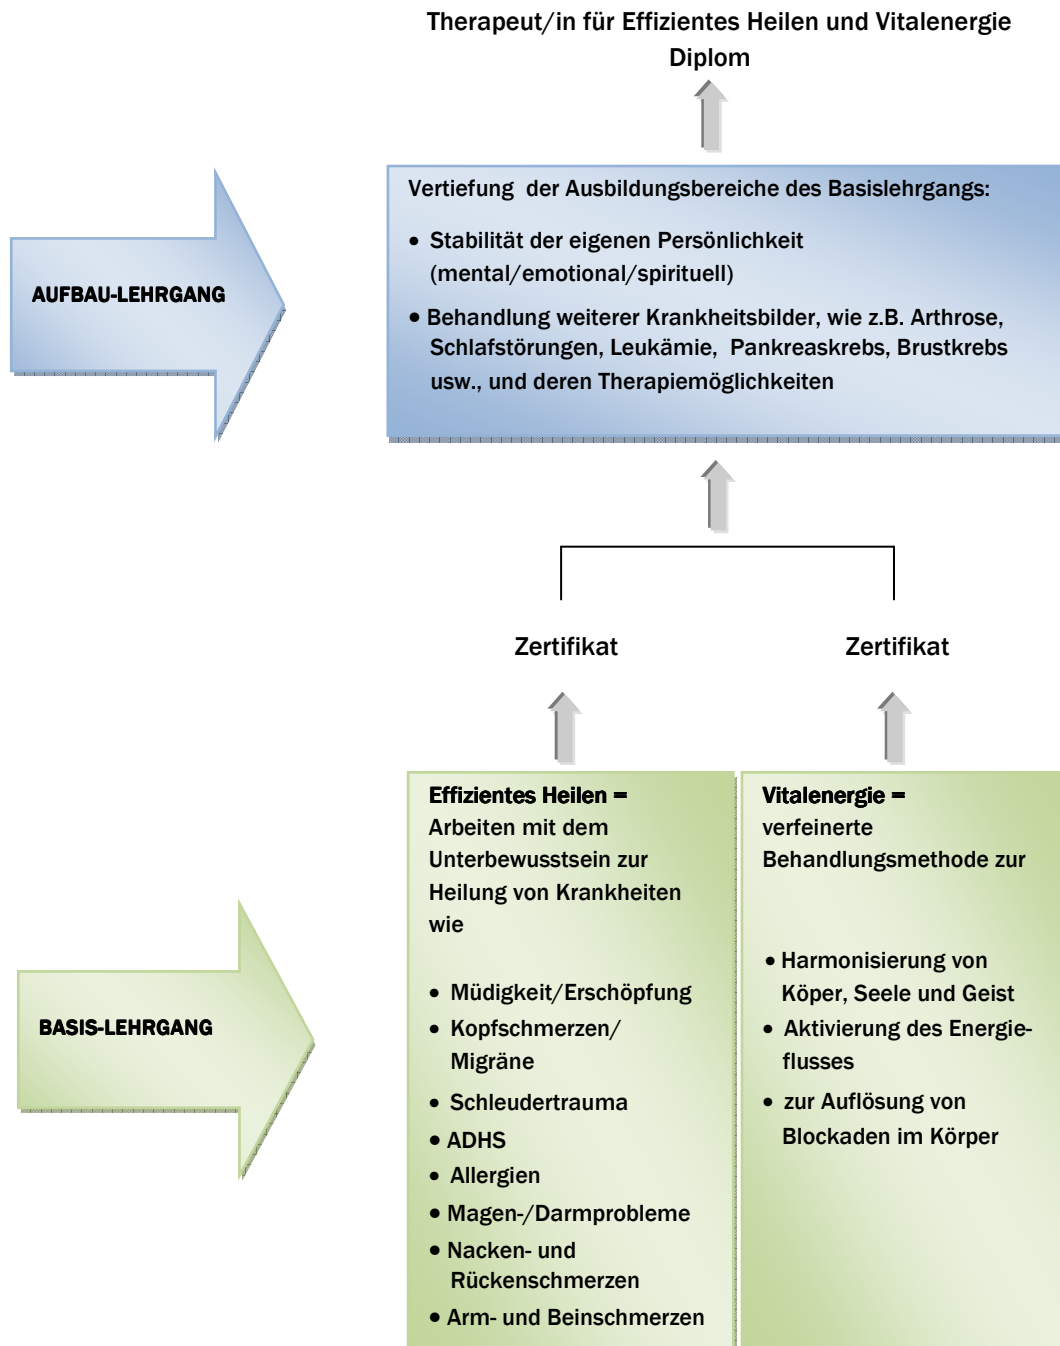 Therapeut/in für Effizientes Heilen und Vitalenergie
Diplom
AUFBAU-LEHRGANG
Vertiefung der Ausbildungsbereiche des Basislehrgangs:
• Stabilität der eigenen Persönlichkeit
(mental/emotional/spirituell)
• Behandlung weiterer Krankheitsbilder, wie z.B. Arthrose,
Schlafstörungen, Leukämie, Pankreaskrebs, Brustkrebs
usw., und deren Therapiemöglichkeiten
Zertifikat
Zertifikat
BASIS-LEHRGANG
Effizientes Heilen =
Arbeiten mit dem
Unterbewusstsein zur
Heilung von Krankheiten
wie
• Müdigkeit/Erschöpfung
• Kopfschmerzen/
Migräne
• Schleudertrauma
• ADHS
• Allergien
• Magen-/Darmprobleme
• Nacken- und
Rückenschmerzen
• Arm- und Beinschmerzen
Vitalenergie =
verfeinerte
Behandlungsmethode zur
• Harmonisierung von
Köper, Seele und Geist
• Aktivierung des Energie-
flusses
• zur Auflösung von
Blockaden im Körper